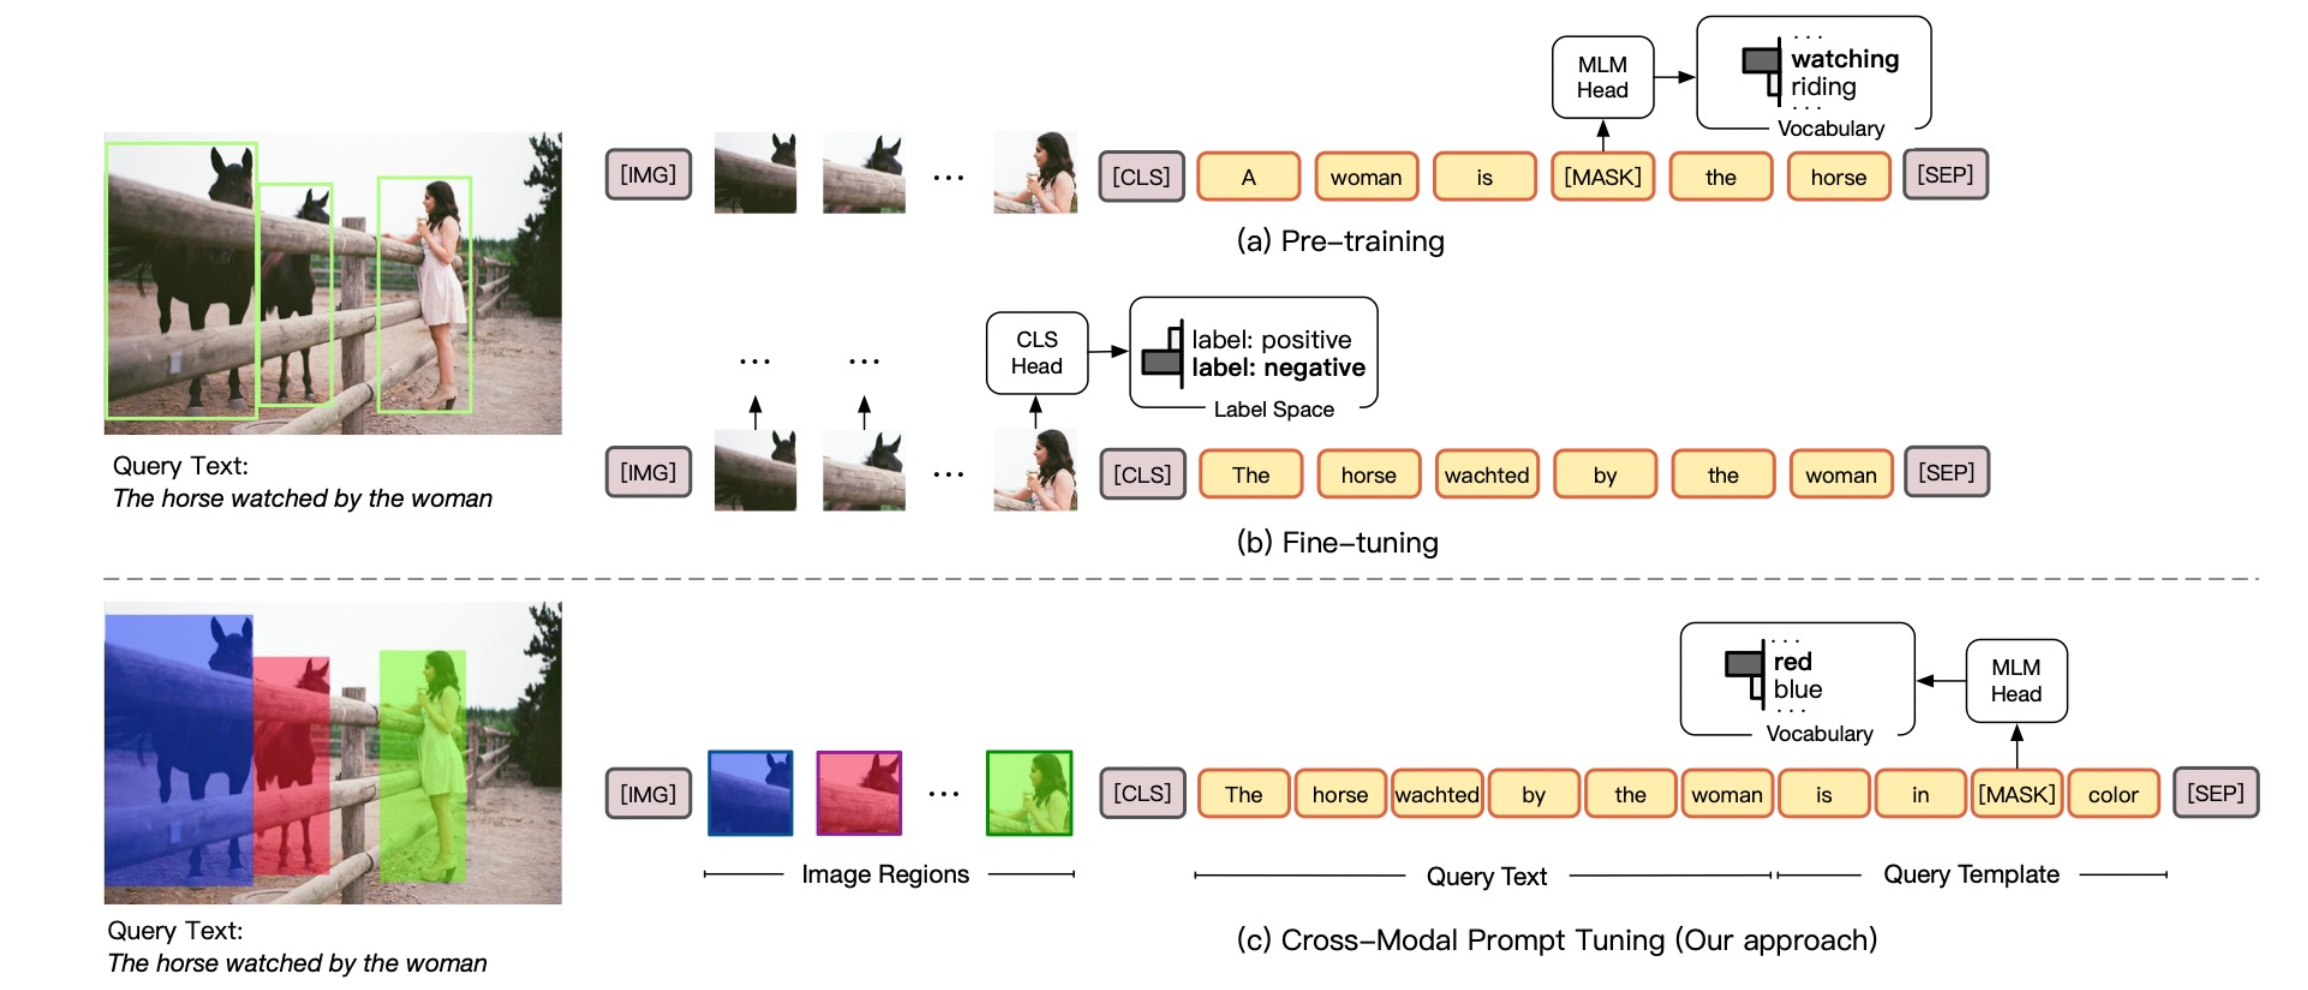 MLM
Head
. . .
watching
riding
. . .
Vocabulary
[IMG]
...
[CLS]
A
woman
is
[MASK]
the
horse
[SEP]
(a) Pre-training
Query Text:
The horse watched by the woman
...
...
CLS
Head
label: positive
label: negative
Label Space
[IMG]
...
[CLS]
The
horse
wachted
by
the
woman
[SEP]
(b) Fine-tuning
. . .
red
blue
. . .
Vocabulary
MLM
Head
[IMG]
...
[CLS]
The
horse
wachted
by
the
woman
is
in
[MASK]
color
[SEP]
Image Regions
Query Text
Query Template
Query Text:
The horse watched by the woman
(c) Cross-Modal Prompt Tuning (Our approach)